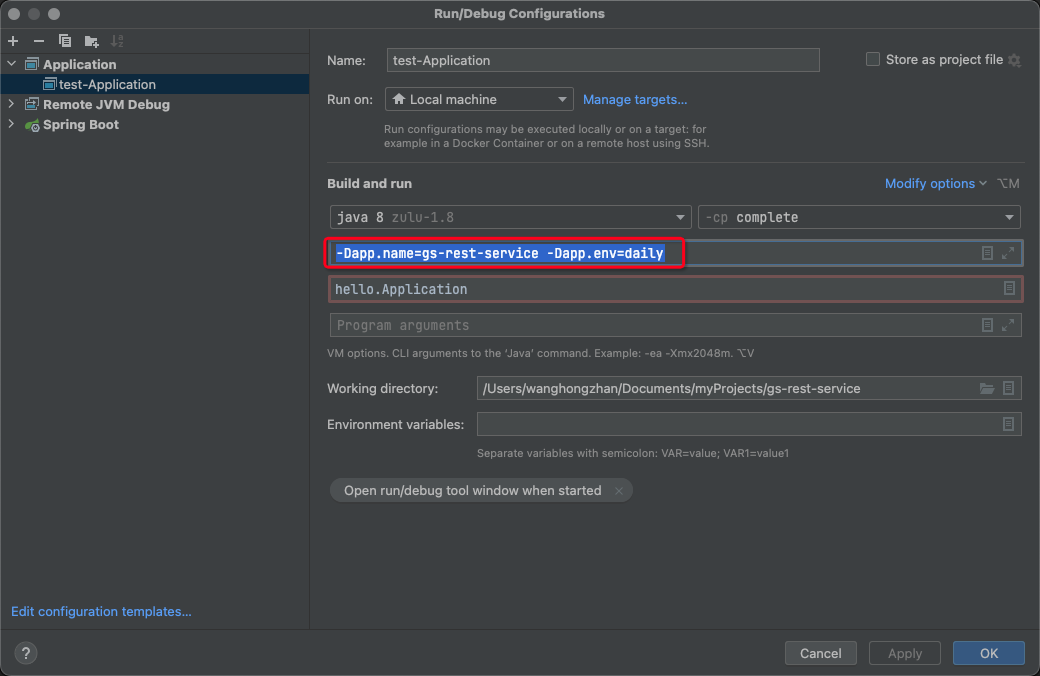 Run/Debug Configurations
Application
test-Application
Remote JVM Debug
Spring Boot
Edit configuration templates...
?
Name:
test-Application
Store as project file
Run on:
Local machine
Manage targets...
Run configurations may be executed locally or on a target: for
example in a Docker Container or on a remote host using SSH.
Build and run
Modify options
⌥M
java 8 zulu-1.8
-cp complete
-Dapp.name=gs-rest-service -Dapp.env=daily
hello.Application
Program arguments
VM options. CLI arguments to the ‘Java’ command. Example: -ea -Xmx2048m. ⌥V
Working directory:
/Users/wanghongzhan/Documents/myProjects/gs-rest-service
Environment variables:
Separate variables with semicolon: VAR=value; VAR1=value1
Open run/debug tool window when started ×
Cancel
Apply
OK